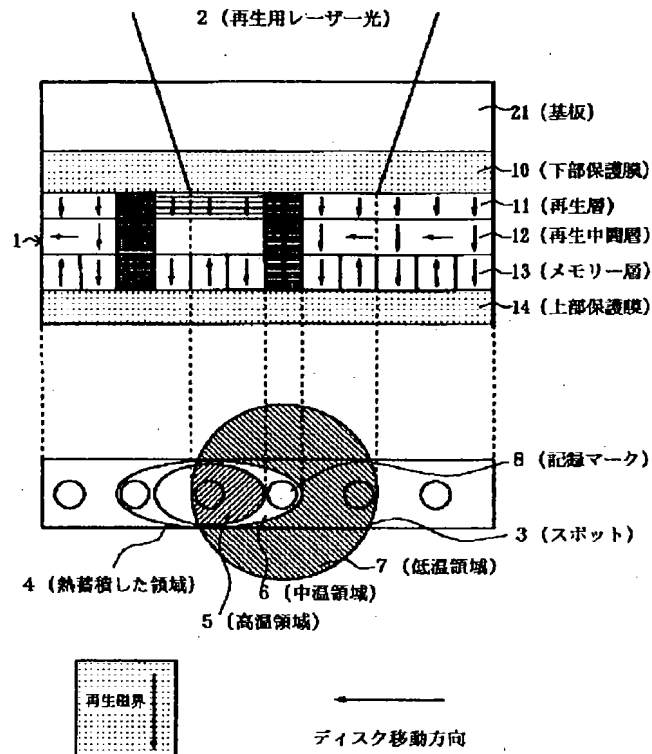 2 (再生用レーザー光)
21 (基板)
10 (下部保護膜)
11 (再生層)
1
12 (再生中間層)
13 (メモリー層)
14 (上部保護膜)
8 (記録マーク)
3 (スポット)
7 (低温領域)
4 (熱蓄積した領域)
6 (中温領域)
5 (高温領域)
再生磁界
ディスク移動方向